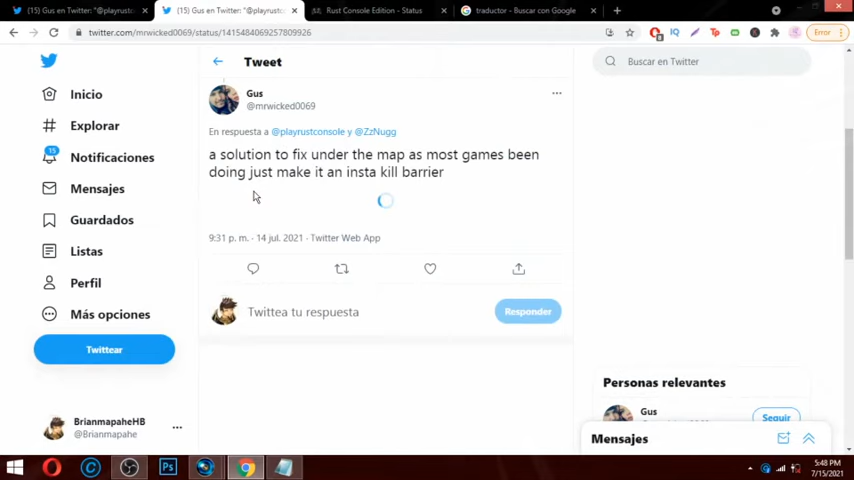 (15) Gus en Twitter: "@playrustc
(15) Gus en Twitter: "@playrustc
Rust Console Edition - Status
traductor - Buscar con Google
twitter.com/mrwicked0069/status/1415484069257809926
Error
Tweet
Buscar en Twitter
Inicio
Explorar
15
Notificaciones
Mensajes
Guardados
Listas
Perfil
Más opciones
Twittear
BrianmapaheHB
@Brianmapahe
Gus
@mrwicked0069
En respuesta a @playrustconsole y @ZzNugg
a solution to fix under the map as most games been
doing just make it an insta kill barrier
9:31 p. m. · 14 jul. 2021 · Twitter Web App
Twittea tu respuesta
Responder
Personas relevantes
Gus
Seguir
Mensajes
5:48 PM
7/15/2021